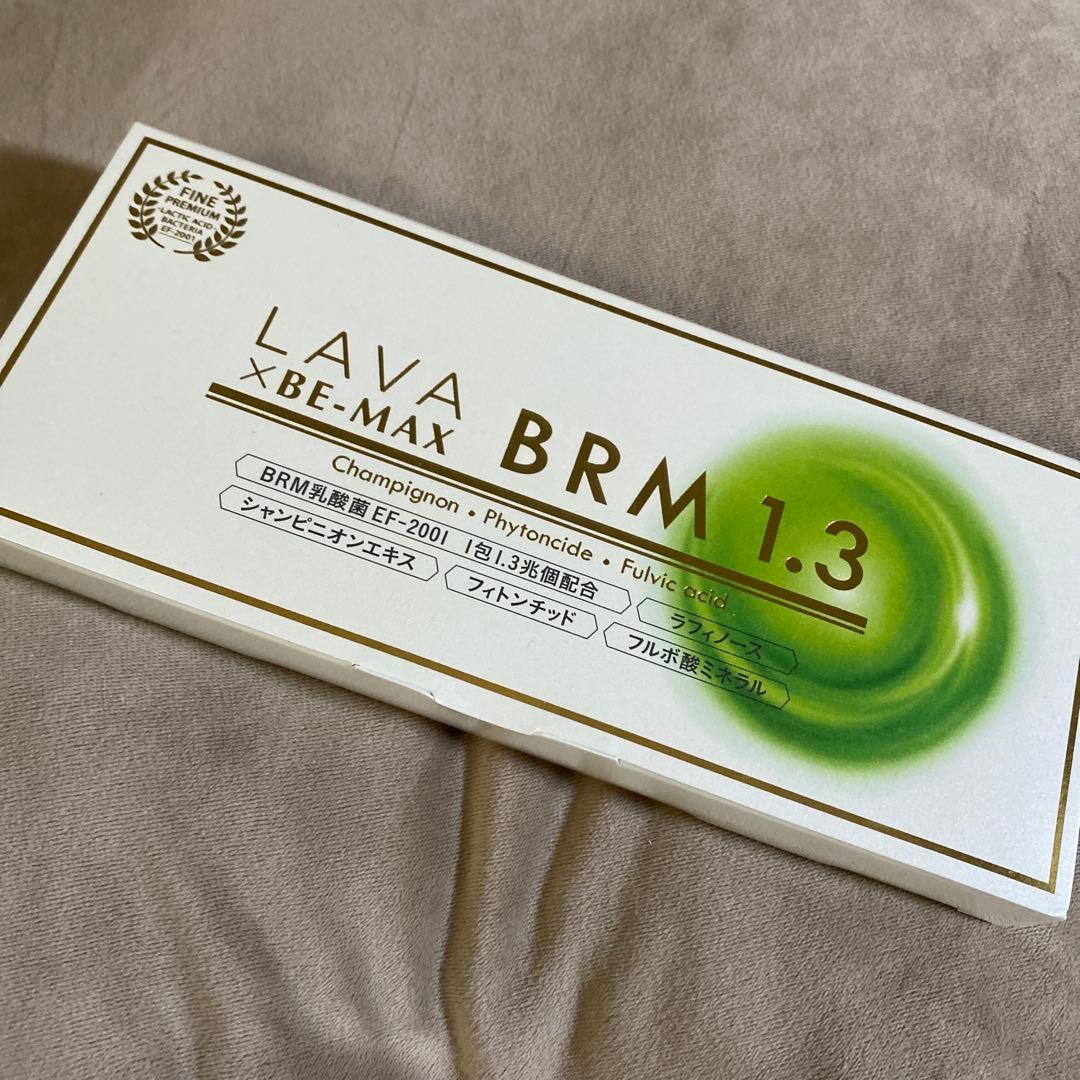 FINE
PREMIUM
-LACTIC ACID-
BACTERIA
EF-2001
LAVA
×BE-MAX
BRM 1.3
Champignon • Phytoncide • Fulvic acid
BRM乳酸菌 EF-2001 1包1.3兆個配合
ラフィノース
シャンピニオンエキス
フィトンチッド
フルボ酸ミネラル